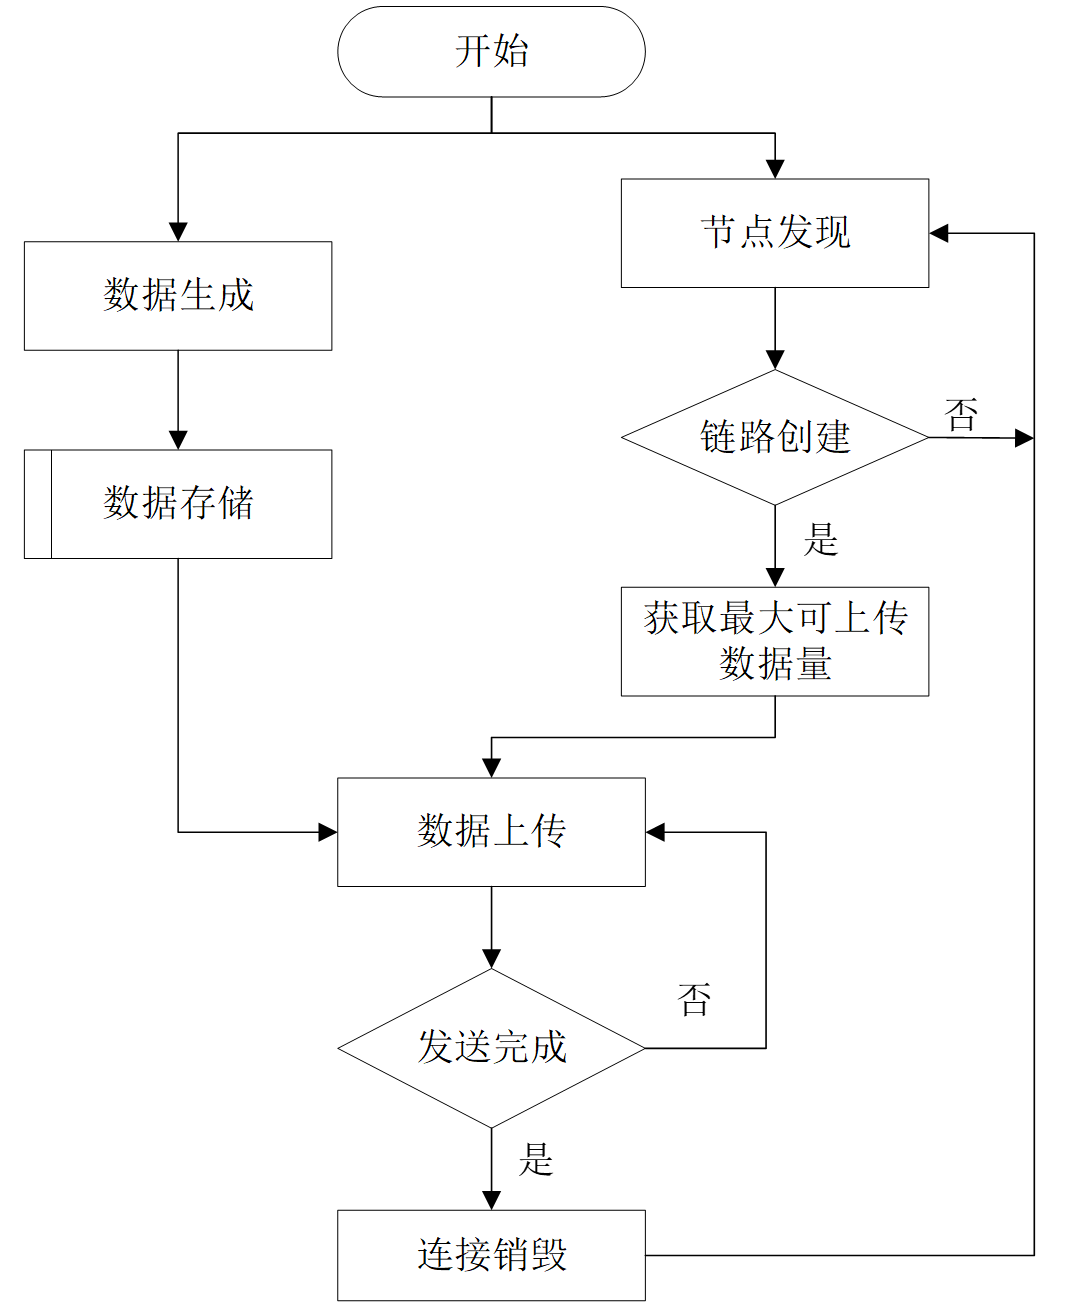 开始
节点发现
数据生成
否
链路创建
数据存储
是
获取最大可上传
数据量
数据上传
否
发送完成
是
连接销毁